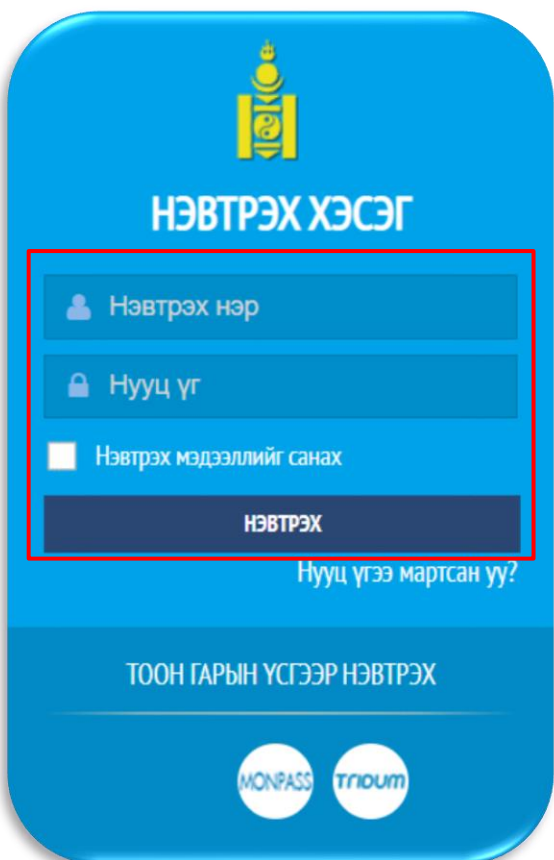 НЭВТРЭХ ХЭСЭГ
Нэвтрэх нэр
Нууц үг
Нэвтрэх мэдээллийг санах
НЭВТРЭХ
Нууц үгээ мартсан уу?
ТООН ГАРЫН ҮСГЭЭР НЭВТРЭХ
MONPASS TRIDUM